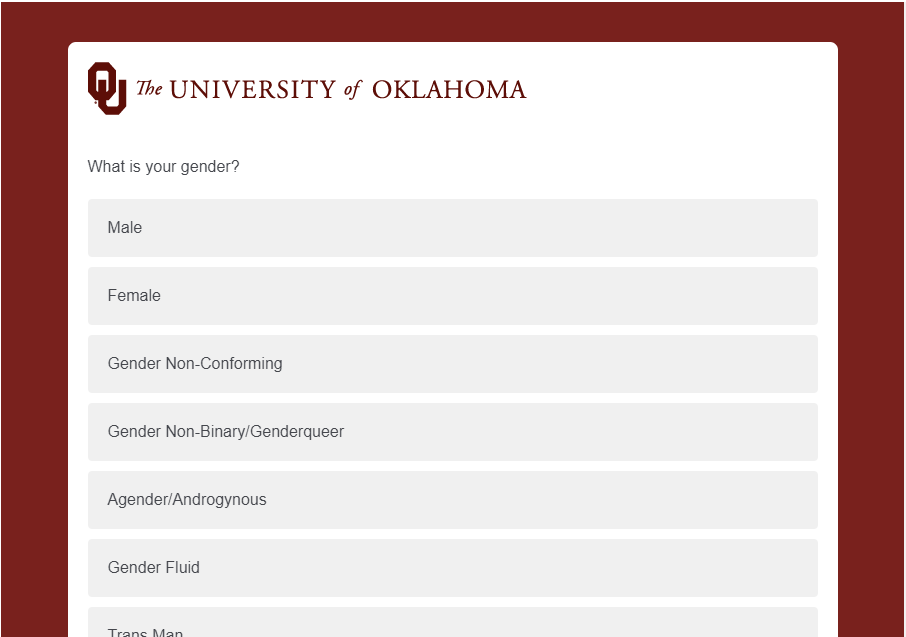 The UNIVERSITY of OKLAHOMA
What is your gender?
Male
Female
Gender Non-Conforming
Gender Non-Binary/Genderqueer
Agender/Androgynous
Gender Fluid
Trans Man